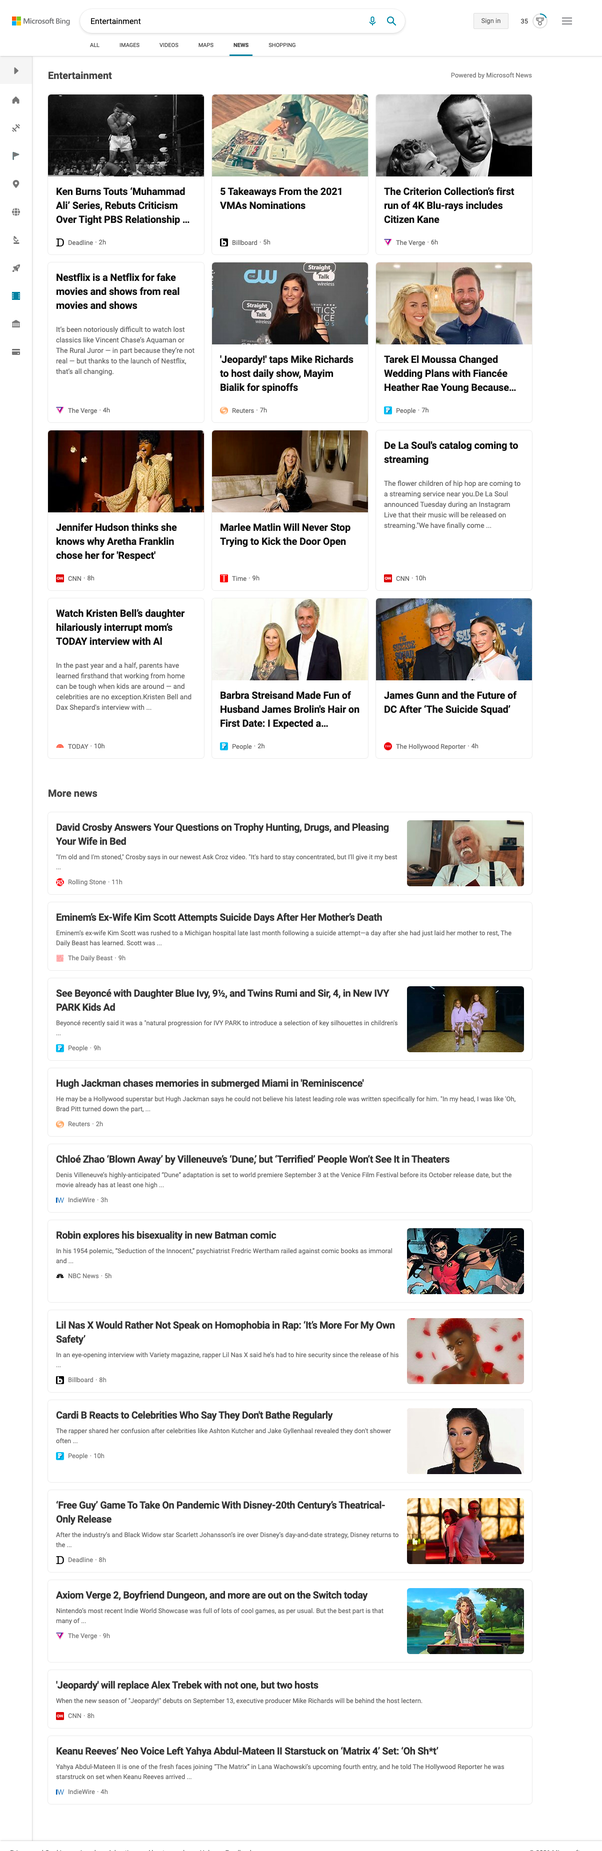 Microsoft Bing
Entertainment
Sign in
35
ALL
IMAGES
VIDEOS
MAPS
NEWS
SHOPPING
Entertainment
Powered by Microsoft News
Ken Burns Touts ‘Muhammad
Ali’ Series, Rebuts Criticism
Over Tight PBS Relationship ...
Deadline · 2h
5 Takeaways From the 2021
VMAs Nominations
Billboard · 5h
The Criterion Collection’s first
run of 4K Blu-rays includes
Citizen Kane
The Verge · 6h
Nestflix is a Netflix for fake
movies and shows from real
movies and shows
It’s been notoriously difficult to watch lost
classics like Vincent Chase’s Aquaman or
The Rural Juror — in part because they’re not
real — but thanks to the launch of Nestflix,
that’s all changing.
The Verge · 4h
'Jeopardy!' taps Mike Richards
to host daily show, Mayim
Bialik for spinoffs
Reuters · 7h
Tarek El Moussa Changed
Wedding Plans with Fiancée
Heather Rae Young Because...
People · 7h
Jennifer Hudson thinks she
knows why Aretha Franklin
chose her for 'Respect'
CNN · 8h
Marlee Matlin Will Never Stop
Trying to Kick the Door Open
Time · 9h
De La Soul's catalog coming to
streaming
The flower children of hip hop are coming to
a streaming service near you.De La Soul
announced Tuesday during an Instagram
Live that their music will be released on
streaming."We have finally come ...
CNN · 10h
Watch Kristen Bell’s daughter
hilariously interrupt mom’s
TODAY interview with Al
In the past year and a half, parents have
learned firsthand that working from home
can be tough when kids are around — and
celebrities are no exception.Kristen Bell and
Dax Shepard's interview with ...
TODAY · 10h
Barbra Streisand Made Fun of
Husband James Brolin's Hair on
First Date: I Expected a...
People · 2h
James Gunn and the Future of
DC After ‘The Suicide Squad’
The Hollywood Reporter · 4h
More news
David Crosby Answers Your Questions on Trophy Hunting, Drugs, and Pleasing
Your Wife in Bed
"I'm old and I'm stoned," Crosby says in our newest Ask Croz video. "It's hard to stay concentrated, but I'll give it my best
...
Rolling Stone · 11h
Eminem’s Ex-Wife Kim Scott Attempts Suicide Days After Her Mother’s Death
Eminem’s ex-wife Kim Scott was rushed to a Michigan hospital late last month following a suicide attempt—a day after she had just laid her mother to rest, The
Daily Beast has learned. Scott was ...
The Daily Beast · 9h
See Beyoncé with Daughter Blue Ivy, 9½, and Twins Rumi and Sir, 4, in New IVY
PARK Kids Ad
Beyoncé recently said it was a "natural progression for IVY PARK to introduce a selection of key silhouettes in children's
...
People · 9h
Hugh Jackman chases memories in submerged Miami in 'Reminiscence'
He may be a Hollywood superstar but Hugh Jackman says he could not believe his latest leading role was written specifically for him. "In my head, I was like 'Oh,
Brad Pitt turned down the part, ...
Reuters · 2h
Chloé Zhao ‘Blown Away’ by Villeneuve’s ‘Dune,’ but ‘Terrified’ People Won’t See It in Theaters
Denis Villeneuve’s highly-anticipated “Dune” adaptation is set to world premiere September 3 at the Venice Film Festival before its October release date, but the
movie already has at least one high ...
IndieWire · 3h
Robin explores his bisexuality in new Batman comic
In his 1954 polemic, “Seduction of the Innocent,” psychiatrist Fredric Wertham railed against comic books as immoral
and ...
NBC News · 5h
Lil Nas X Would Rather Not Speak on Homophobia in Rap: ‘It’s More For My Own
Safety’
In an eye-opening interview with Variety magazine, rapper Lil Nas X said he’s had to hire security since the release of his
...
Billboard · 8h
Cardi B Reacts to Celebrities Who Say They Don't Bathe Regularly
The rapper shared her confusion after celebrities like Ashton Kutcher and Jake Gyllenhaal revealed they don't shower
often ...
People · 10h
‘Free Guy’ Game To Take On Pandemic With Disney-20th Century’s Theatrical-
Only Release
After the industry’s and Black Widow star Scarlett Johansson’s ire over Disney’s day-and-date strategy, Disney returns to
the ...
Deadline · 8h
Axiom Verge 2, Boyfriend Dungeon, and more are out on the Switch today
Nintendo’s most recent Indie World Showcase was full of lots of cool games, as per usual. But the best part is that
many of ...
The Verge · 9h
'Jeopardy' will replace Alex Trebek with not one, but two hosts
When the new season of "Jeopardy!" debuts on September 13, executive producer Mike Richards will be behind the host lectern.
CNN · 8h
Keanu Reeves’ Neo Voice Left Yahya Abdul-Mateen II Starstuck on ‘Matrix 4’ Set: ‘Oh Sh*t’
Yahya Abdul-Mateen II is one of the fresh faces joining “The Matrix” in Lana Wachowski’s upcoming fourth entry, and he told The Hollywood Reporter he was
starstruck on set when Keanu Reeves arrived ...
IndieWire · 4h